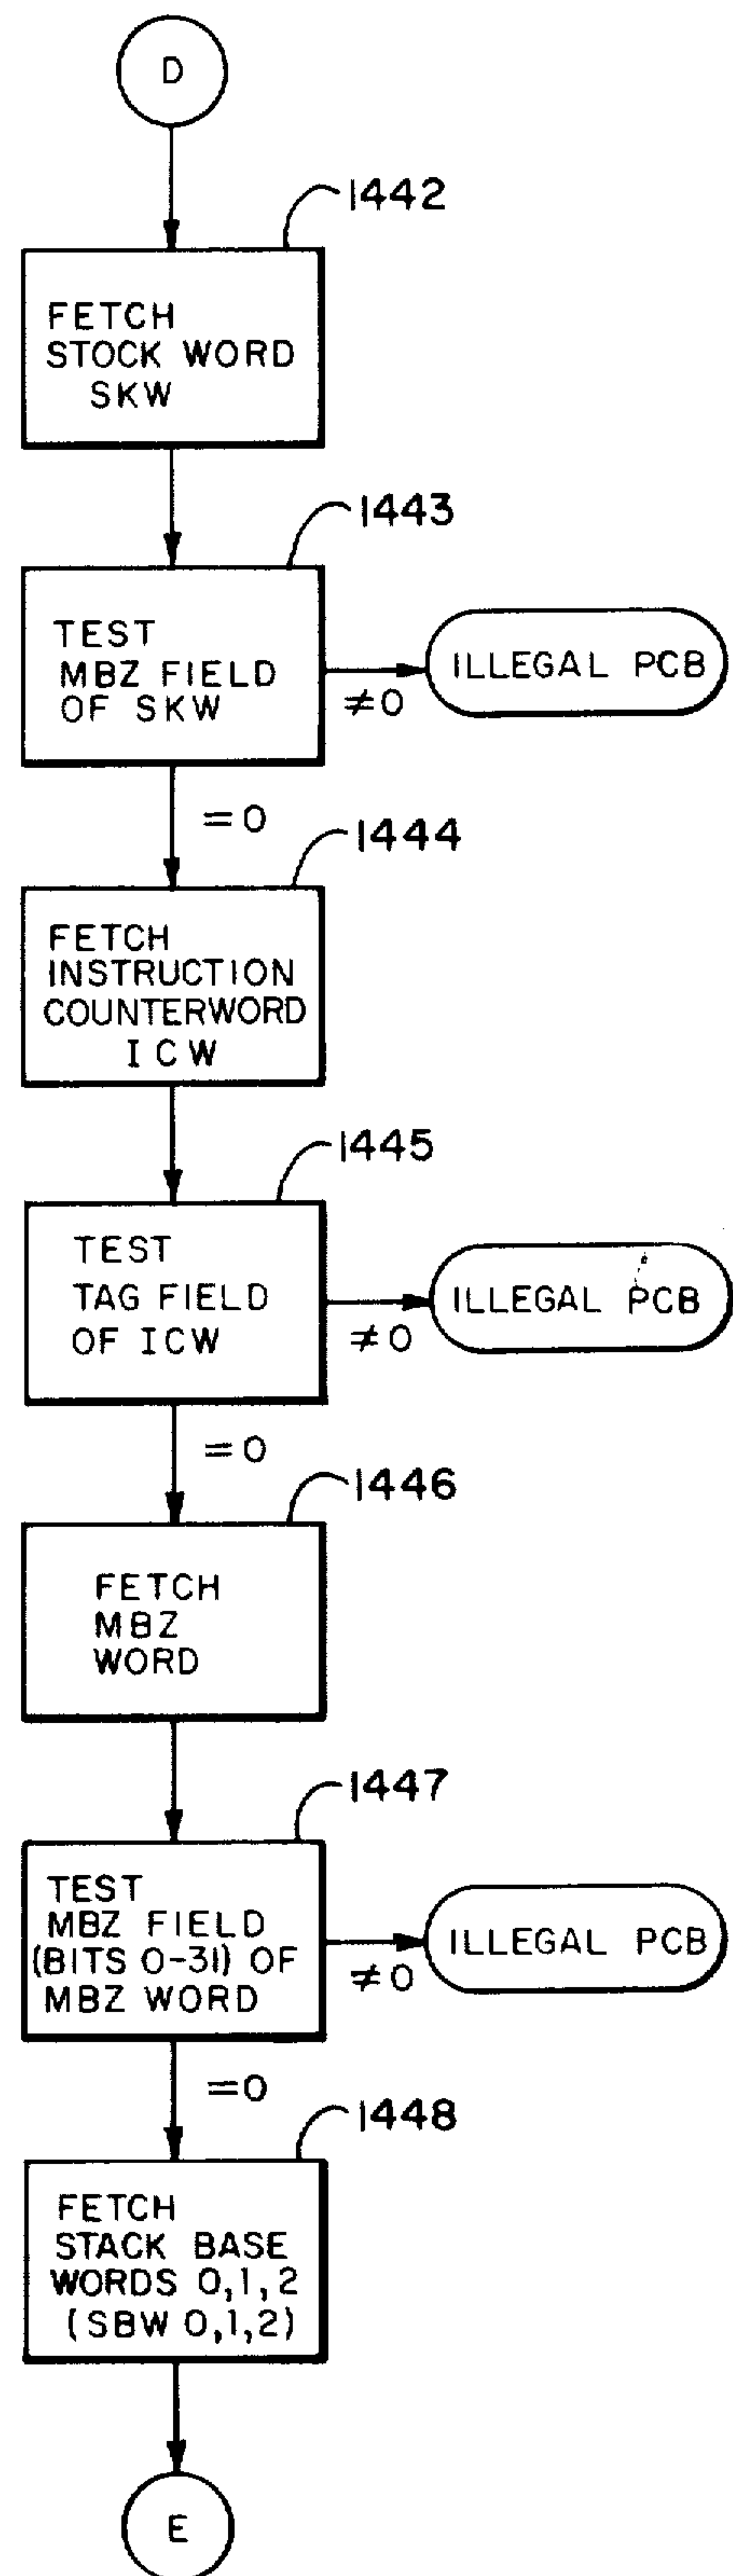 D
1442
FETCH
STOCK WORD
SKW
1443
TEST
MBZ FIELD
OF SKW
≠0
ILLEGAL PCB
=0
1444
FETCH
INSTRUCTION
COUNTERWORD
ICW
1445
TEST
TAG FIELD
OF ICW
≠0
ILLEGAL PCB
=0
1446
FETCH
MBZ
WORD
1447
TEST
MBZ FIELD
(BITS 0-31) OF
MBZ WORD
≠0
ILLEGAL PCB
=0
1448
FETCH
STACK BASE
WORDS 0,1,2
(SBW 0,1,2)
E